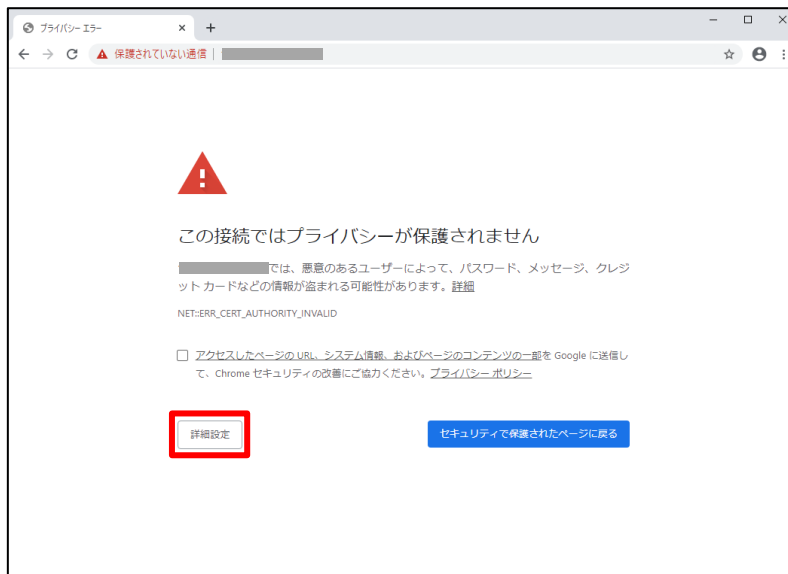 プライバシー エラー
保護されていない通信
この接続ではプライバシーが保護されません
では、悪意のあるユーザーによって、パスワード、メッセージ、クレジ
ット カードなどの情報が盗まれる可能性があります。詳細
NET::ERR_CERT_AUTHORITY_INVALID
アクセスしたページの URL、システム情報、およびページのコンテンツの一部を Google に送信し
て、Chrome セキュリティの改善にご協力ください。プライバシー ポリシー
詳細設定
セキュリティで保護されたページに戻る